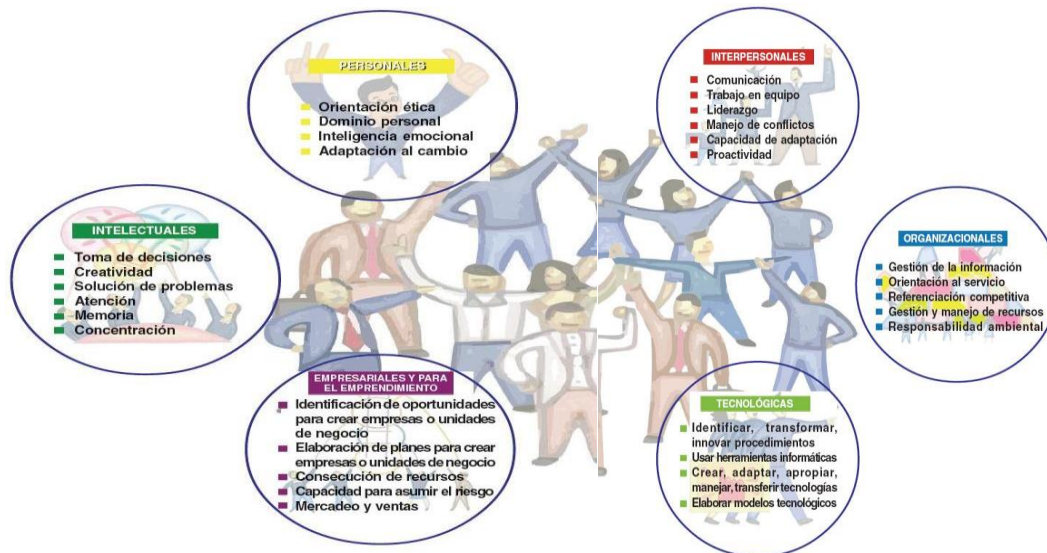 PERSONALES
Orientación ética
Dominio personal
Inteligencia emocional
Adaptación al cambio
INTERPERSONALES
Comunicación
Trabajo en equipo
Liderazgo
Manejo de conflictos
Capacidad de adaptación
Proactividad
INTELECTUALES
Toma de decisiones
Creatividad
Solución de problemas
Atención
Memoria
Concentración
ORGANIZACIONALES
Gestión de la información
Orientación al servicio
Referenciación competitiva
Gestión y manejo de recursos
Responsabilidad ambiental
EMPRESARIALES Y PARA
EL EMPRENDIMIENTO
Identificación de oportunidades
para crear empresas o unidades
de negocio
Elaboración de planes para crear
empresas o unidades de negocio
Consecución de recursos
Capacidad para asumir el riesgo
Mercadeo y ventas
TECNOLÓGICAS
Identificar, transformar,
innovar procedimientos
Usar herramientas informáticas
Crear, adaptar, apropiar,
manejar, transferir tecnologías
Elaborar modelos tecnológicos